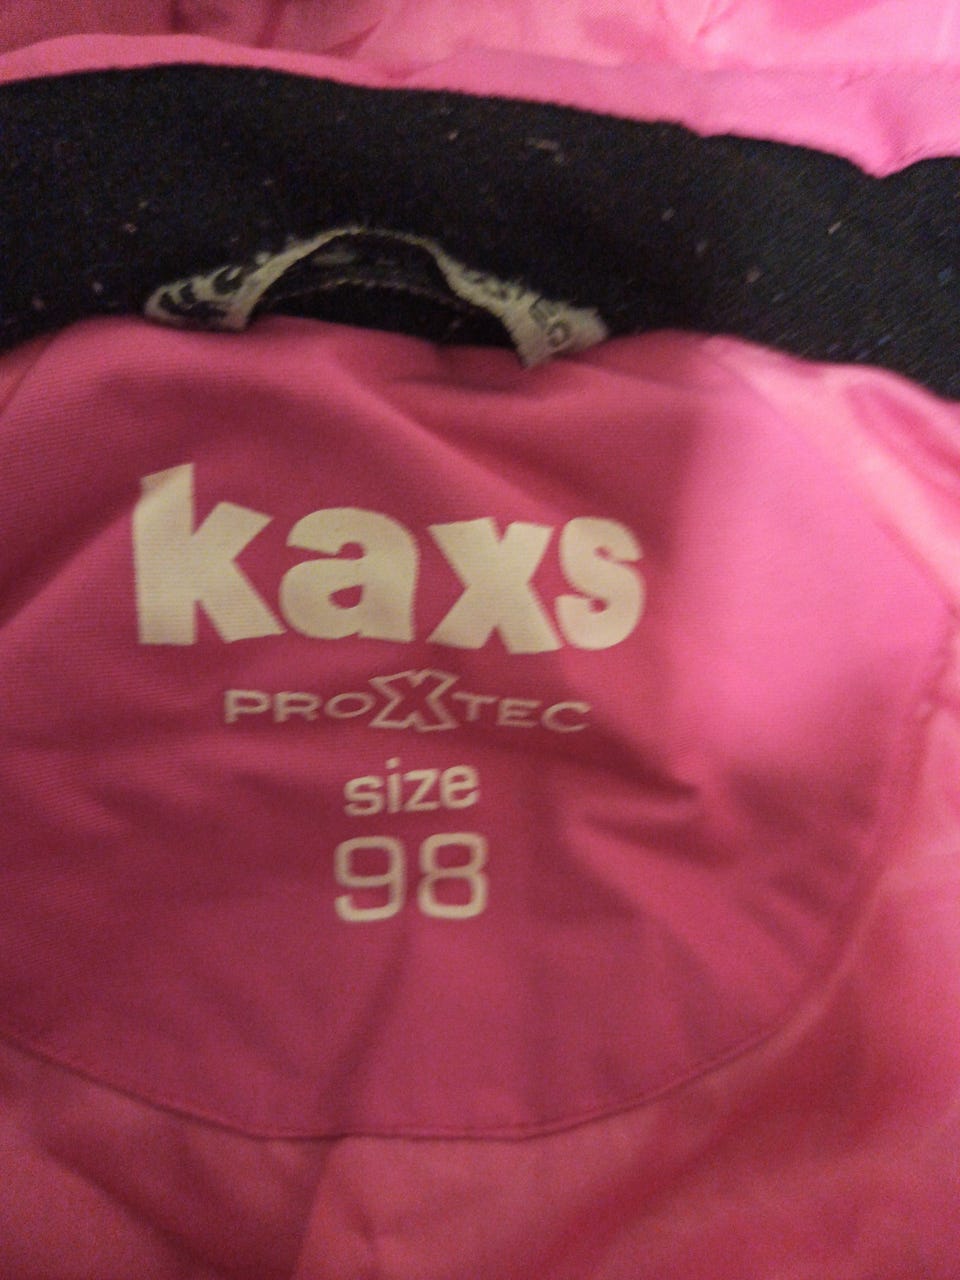 kaxs
PROXTEC
size
98